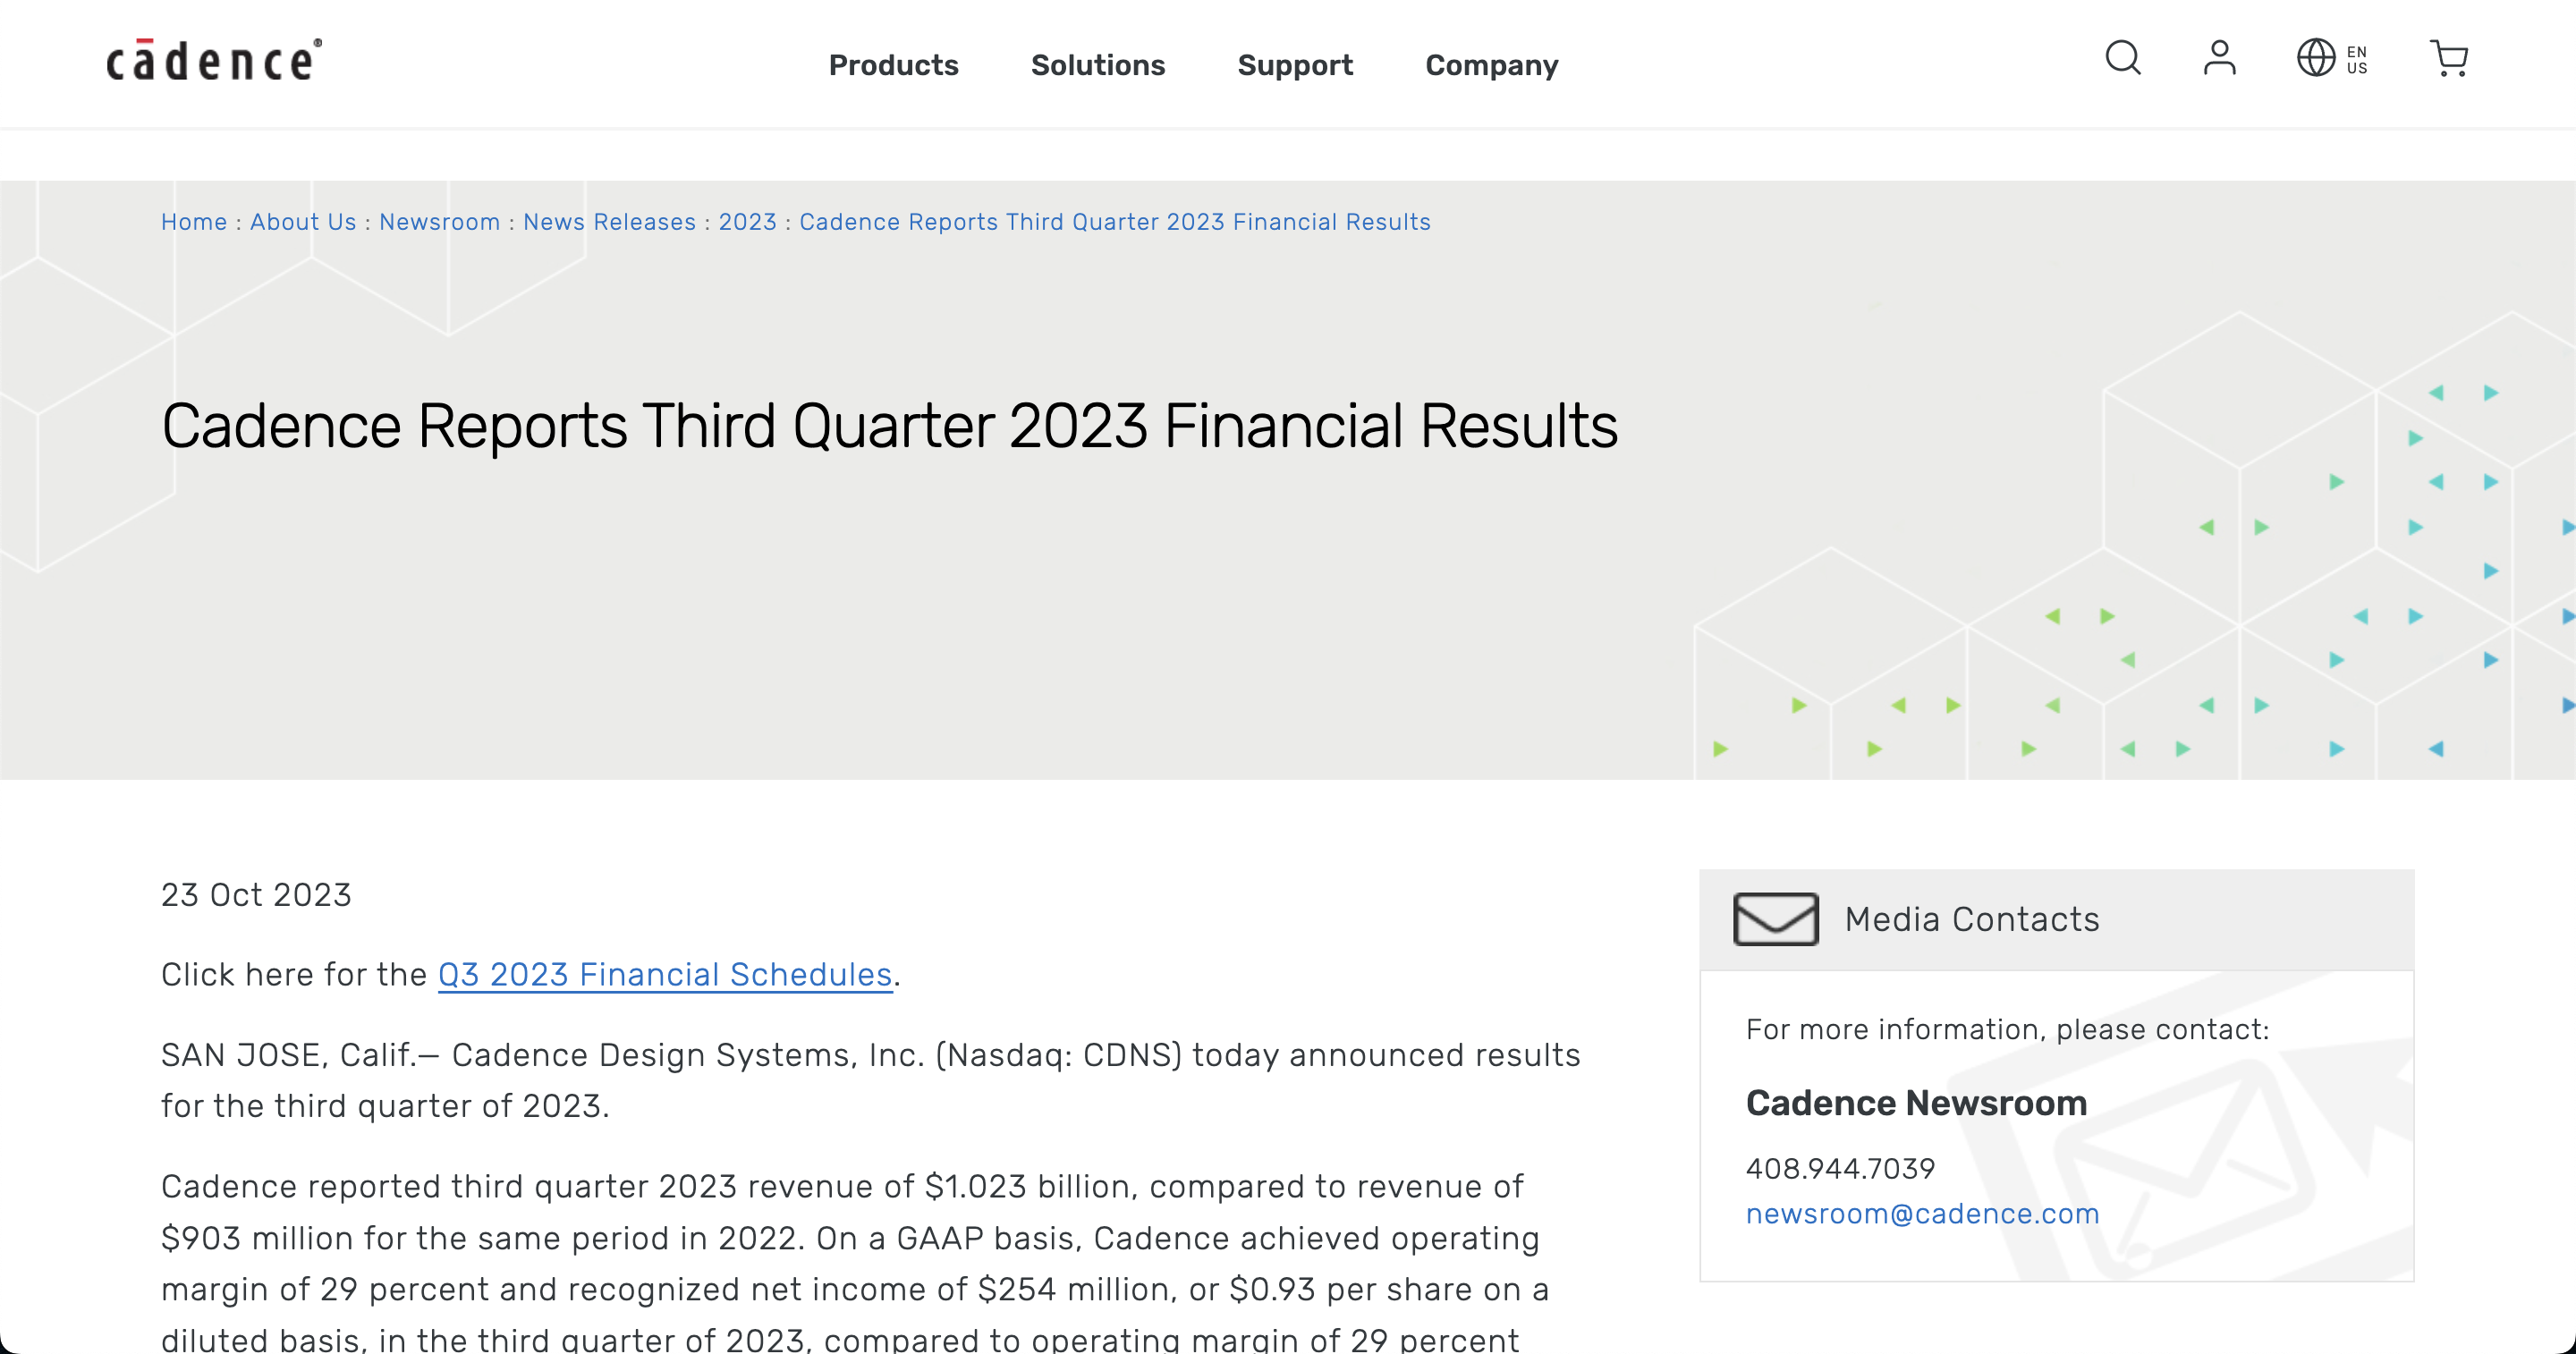 cādence®
Products Solutions Support Company
EN
US
Home : About Us : Newsroom : News Releases : 2023 : Cadence Reports Third Quarter 2023 Financial Results
Cadence Reports Third Quarter 2023 Financial Results
23 Oct 2023
Click here for the Q3 2023 Financial Schedules.
SAN JOSE, Calif.— Cadence Design Systems, Inc. (Nasdaq: CDNS) today announced results
for the third quarter of 2023.
Cadence reported third quarter 2023 revenue of $1.023 billion, compared to revenue of
$903 million for the same period in 2022. On a GAAP basis, Cadence achieved operating
margin of 29 percent and recognized net income of $254 million, or $0.93 per share on a
diluted basis, in the third quarter of 2023, compared to operating margin of 29 percent
Media Contacts
For more information, please contact:
Cadence Newsroom
408.944.7039
newsroom@cadence.com